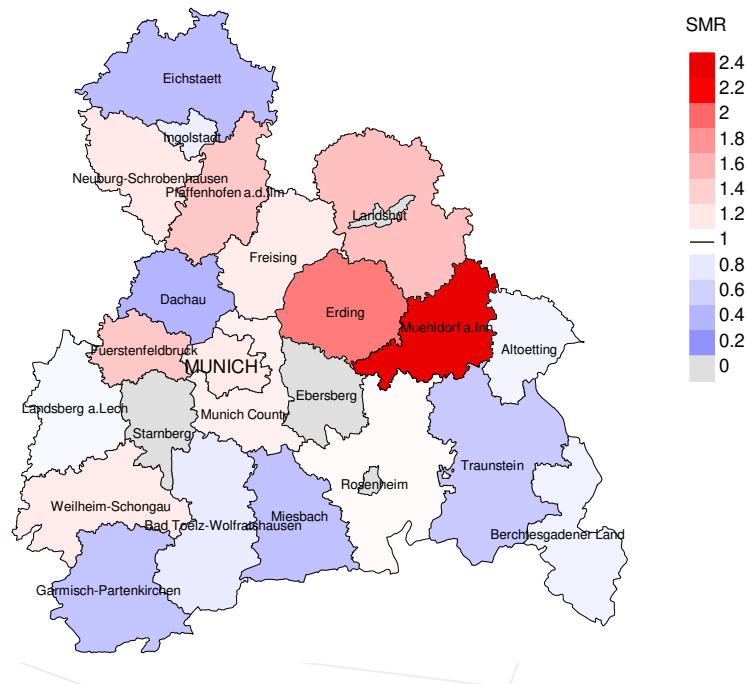 SMR
2.4
2.2
2
1.8
1.6
1.4
1.2
1
0.8
0.6
0.4
0.2
0
Eichstaett
Ingolstadt
Neuburg-Schrobenhausen
Pfaffenhofen a.d.Ilm
Landshut
Freising
Dachau
Erding
Muehldorf a.Inn
Fuerstenfeldbruck
Altoetting
MUNICH
Ebersberg
Landsberg a.Lech
Munich County
Starnberg
Traunstein
Rosenheim
Weilheim-Schongau
Miesbach
Bad Toelz-Wolfratshausen
Berchtesgadener Land
Garmisch-Partenkirchen